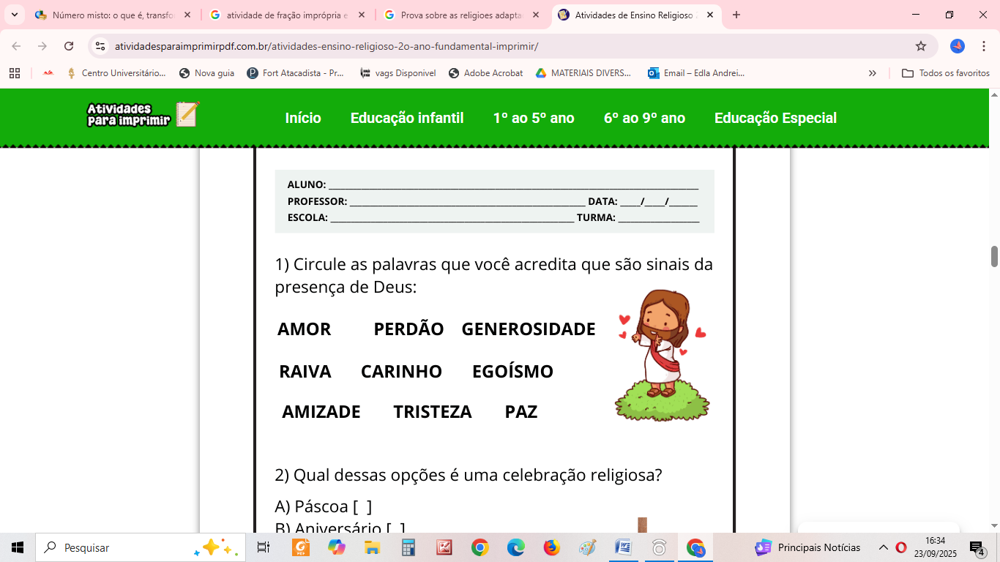 Número misto: o que é, transfo
atividade de fração imprópria e
Prova sobre as religioes adapta
Atividades de Ensino Religioso 2
atividadesparaimprimirpdf.com.br/atividades-ensino-religioso-2o-ano-fundamental-imprimir/
Centro Universitário... Nova guia Fort Atacadista - Pr... vags Disponivel Adobe Acrobat MATERIAIS DIVERS... Email – Edla Andrei... Todos os favoritos
Atividades
para imprimir
Início Educação infantil 1º ao 5º ano 6º ao 9º ano Educação Especial
ALUNO:
PROFESSOR: DATA: ____/____/____
ESCOLA: TURMA:
1) Circule as palavras que você acredita que são sinais da
presença de Deus:
AMOR PERDÃO GENEROSIDADE
RAIVA CARINHO EGOÍSMO
AMIZADE TRISTEZA PAZ
2) Qual dessas opções é uma celebração religiosa?
A) Páscoa [ ]
B) Aniversário [ ]
Pesquisar
PDF
Principais Notícias
16:34
23/09/2025
4